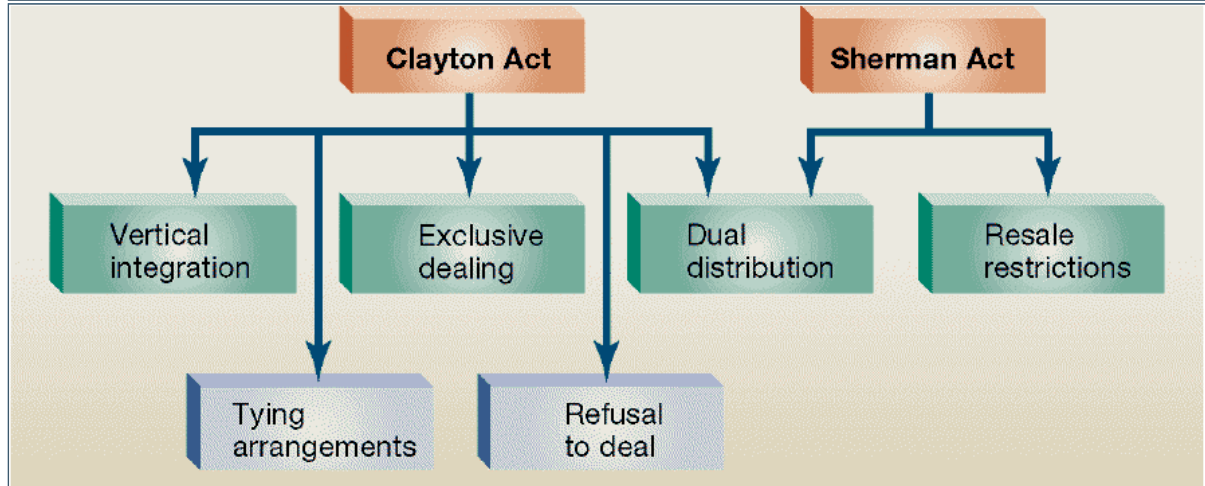 Clayton Act
Sherman Act
Vertical
integration
Exclusive
dealing
Dual
distribution
Resale
restrictions
Tying
arrangements
Refusal
to deal